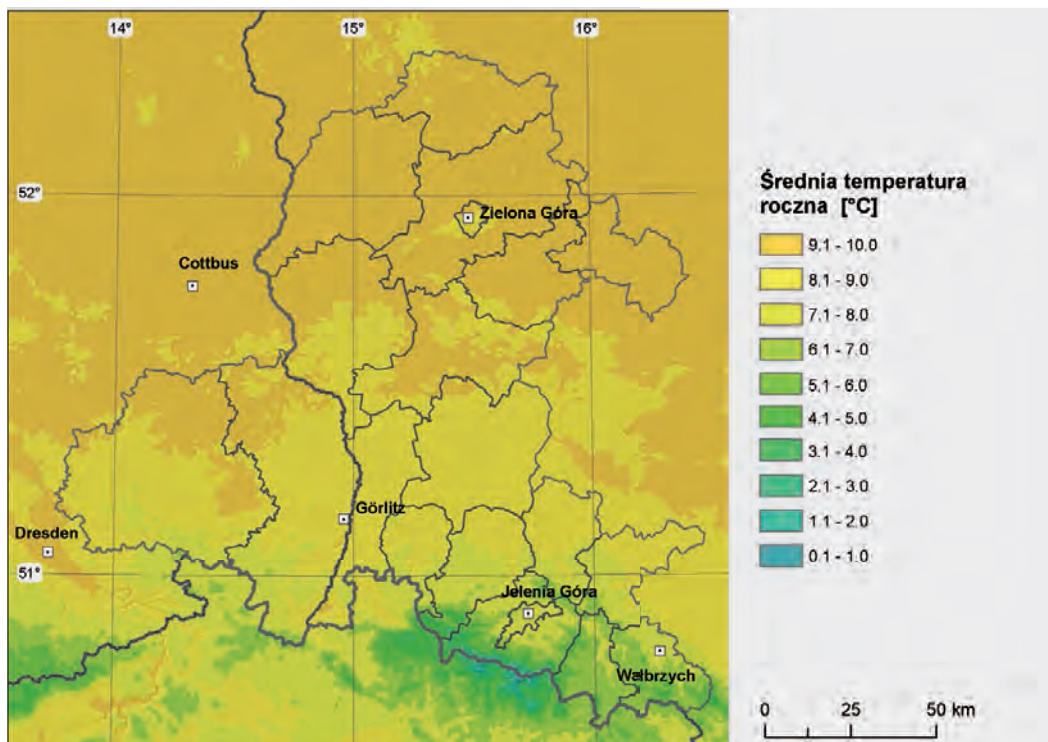 14°
15°
16°
52°
Zielona Góra
Cottbus
Görlitz
Dresden
51°
Jelenia Góra
Wałbrzych
Średnia temperatura
roczna [°C]
9.1 - 10.0
8.1 - 9.0
7.1 - 8.0
6.1 - 7.0
5.1 - 6.0
4.1 - 5.0
3.1 - 4.0
2.1 - 3.0
1.1 - 2.0
0.1 - 1.0
0 25 50 km